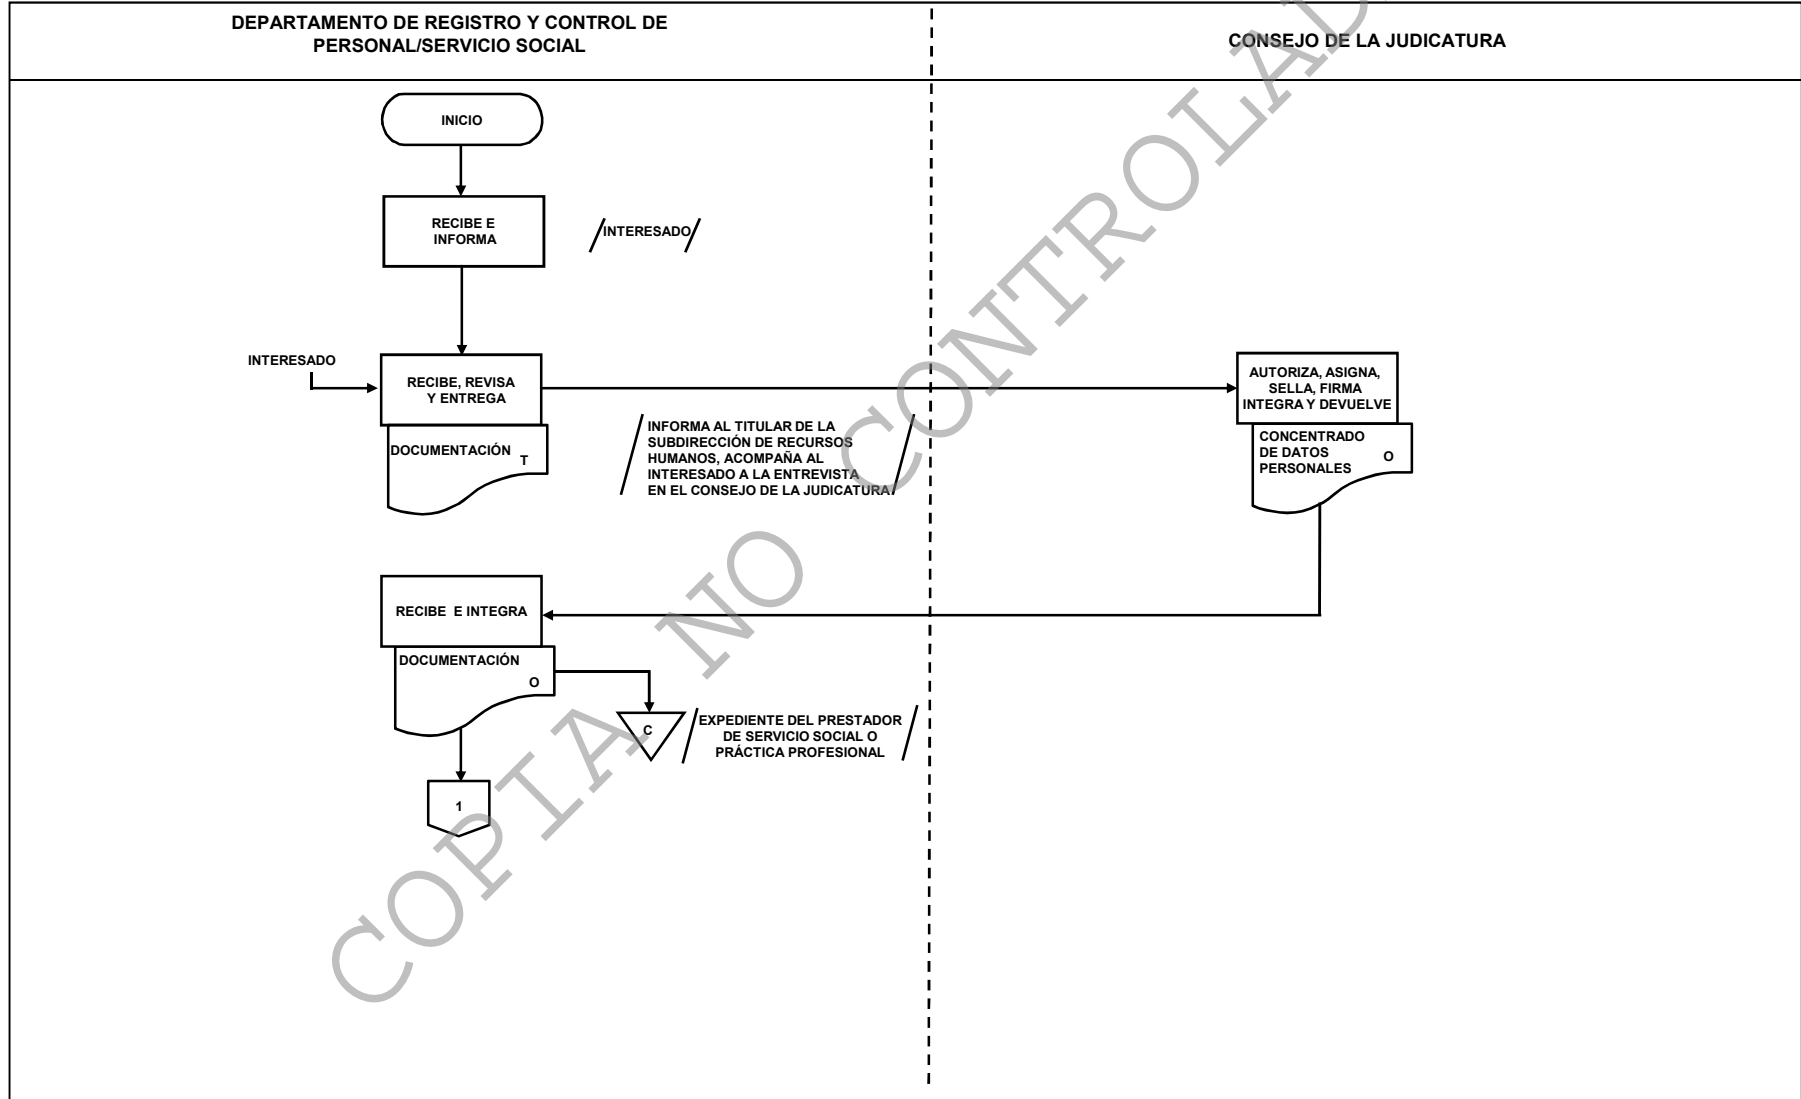 DEPARTAMENTO DE REGISTRO Y CONTROL DE
PERSONAL/SERVICIO SOCIAL
CONSEJO DE LA JUDICATURA
INICIO
RECIBE E
INFORMA
/INTERESADO/
INTERESADO
RECIBE, REVISA
Y ENTREGA
DOCUMENTACIÓN T
INFORMA AL TITULAR DE LA
SUBDIRECCIÓN DE RECURSOS
HUMANOS, ACOMPAÑA AL
INTERESADO A LA ENTREVISTA
EN EL CONSEJO DE LA JUDICATURA
AUTORIZA, ASIGNA,
SELLA, FIRMA
INTEGRA Y DEVUELVE
CONCENTRADO
DE DATOS
PERSONALES O
RECIBE E INTEGRA
DOCUMENTACIÓN
O
C
EXPEDIENTE DEL PRESTADOR
DE SERVICIO SOCIAL O
PRÁCTICA PROFESIONAL
1
COPIA NO CONTROLAD